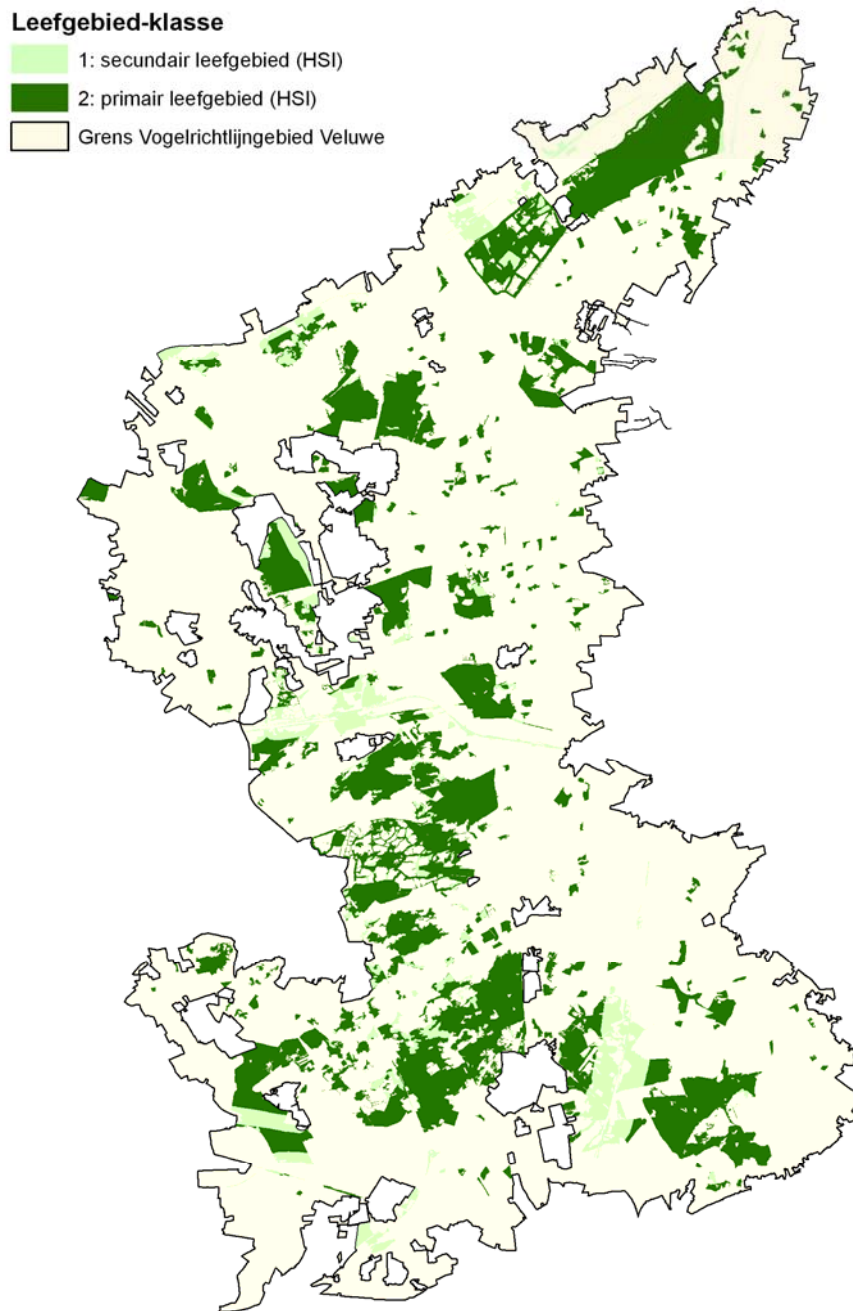 Leefgebied-klasse
1: secundair leefgebied (HSI)
2: primair leefgebied (HSI)
Grens Vogelrichtlijngebied Veluwe